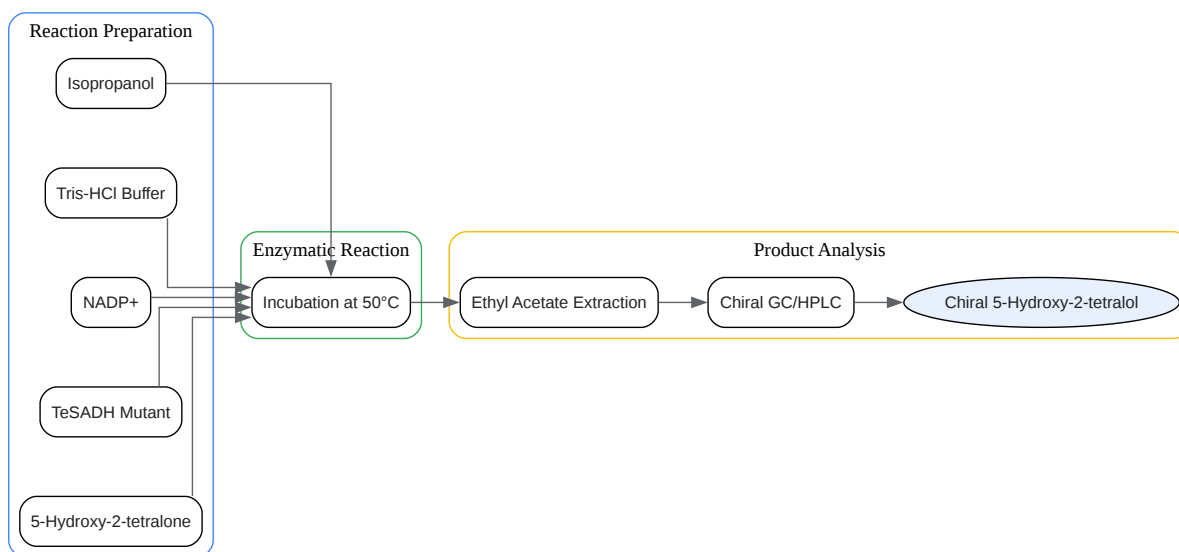 Reaction Preparation
Isopropanol
Tris-HCl Buffer
NADP+
TeSADH Mutant
5-Hydroxy-2-tetralone
Enzymatic Reaction
Incubation at 50°C
Product Analysis
Ethyl Acetate Extraction
Chiral GC/HPLC
Chiral 5-Hydroxy-2-tetralol